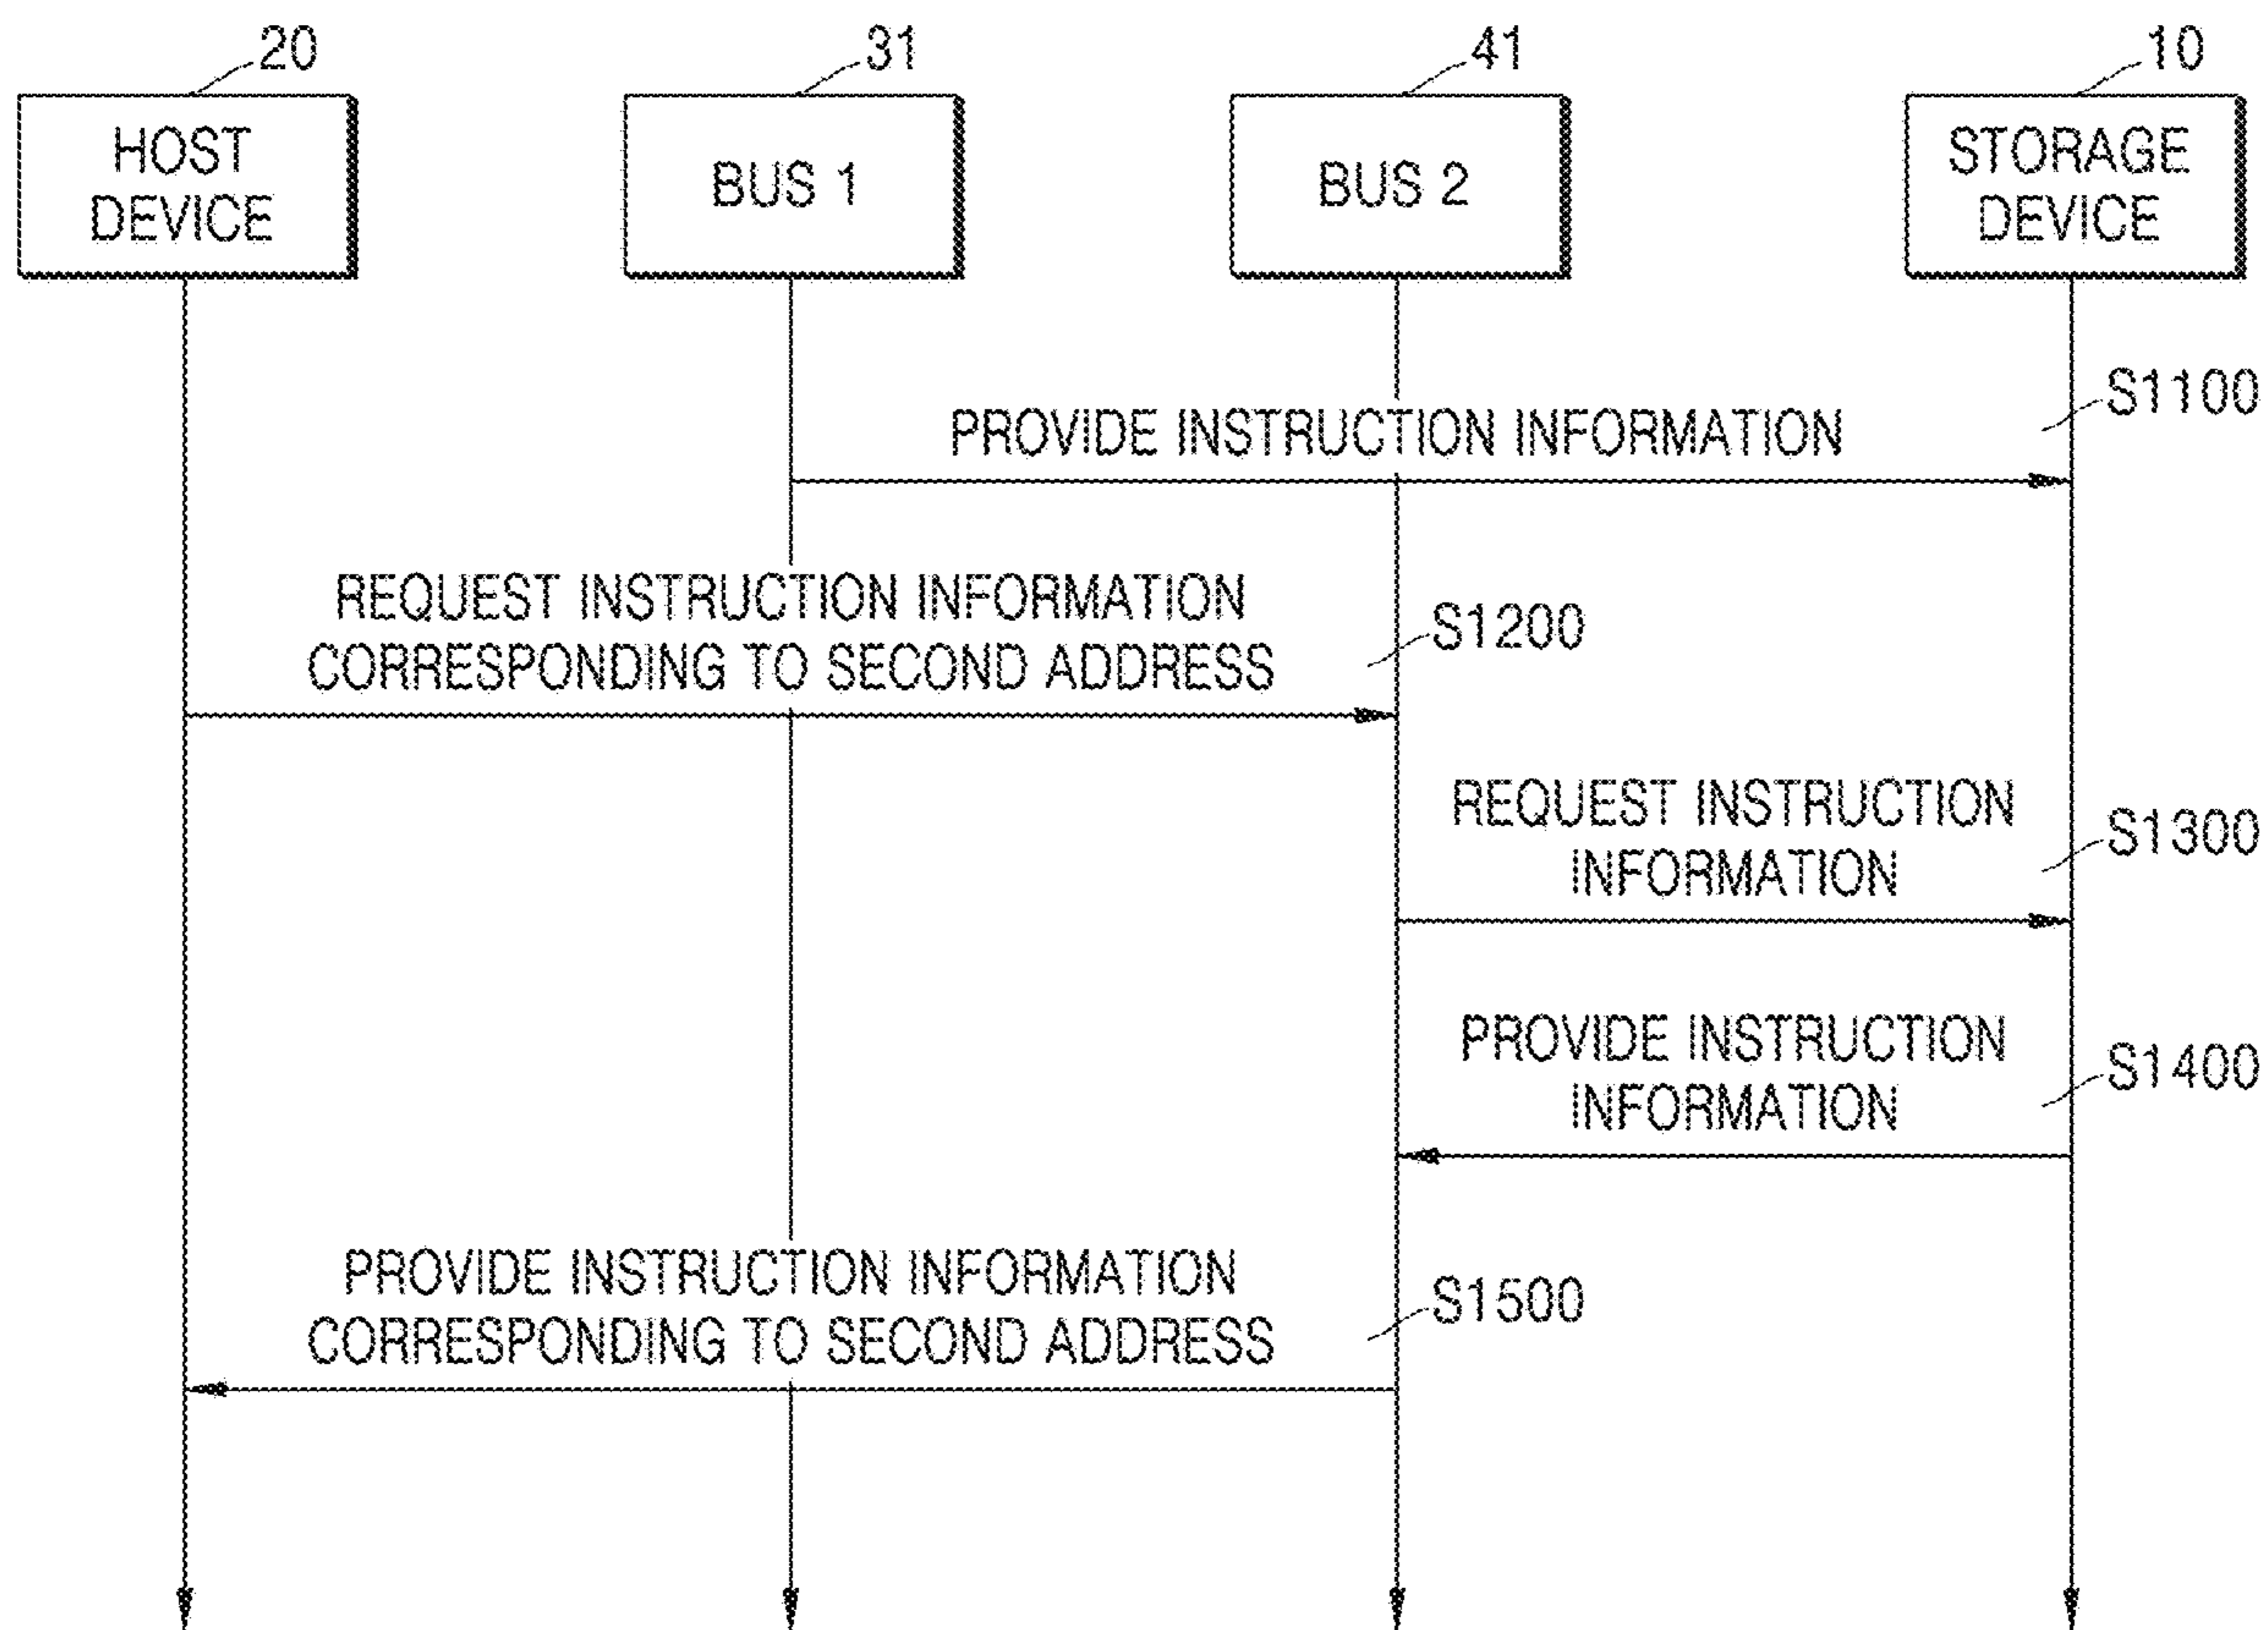 20
31
41
10
HOST
DEVICE
BUS 1
BUS 2
STORAGE
DEVICE
S1100
PROVIDE INSTRUCTION INFORMATION
REQUEST INSTRUCTION INFORMATION
CORRESPONDING TO SECOND ADDRESS
S1200
REQUEST INSTRUCTION
INFORMATION
S1300
PROVIDE INSTRUCTION
INFORMATION
S1400
PROVIDE INSTRUCTION INFORMATION
CORRESPONDING TO SECOND ADDRESS
S1500